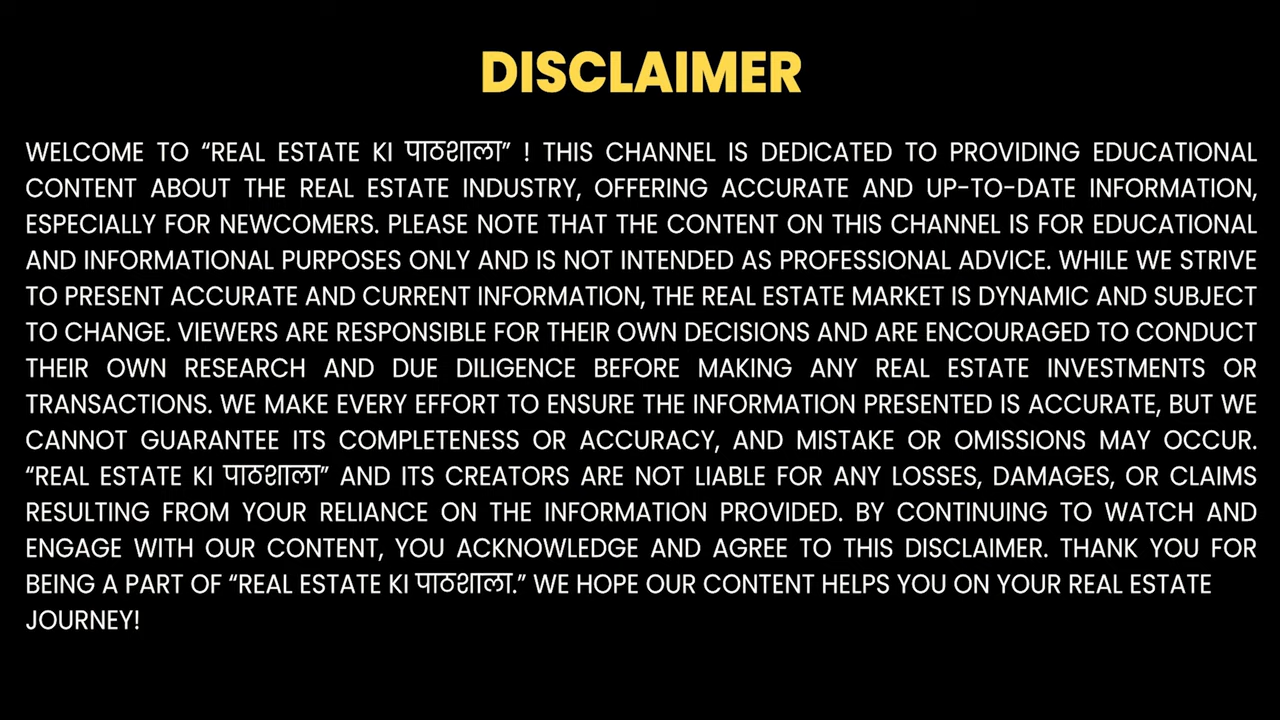 DISCLAIMER
WELCOME TO “REAL ESTATE KI पाठशाला” ! THIS CHANNEL IS DEDICATED TO PROVIDING EDUCATIONAL
CONTENT ABOUT THE REAL ESTATE INDUSTRY, OFFERING ACCURATE AND UP-TO-DATE INFORMATION,
ESPECIALLY FOR NEWCOMERS. PLEASE NOTE THAT THE CONTENT ON THIS CHANNEL IS FOR EDUCATIONAL
AND INFORMATIONAL PURPOSES ONLY AND IS NOT INTENDED AS PROFESSIONAL ADVICE. WHILE WE STRIVE
TO PRESENT ACCURATE AND CURRENT INFORMATION, THE REAL ESTATE MARKET IS DYNAMIC AND SUBJECT
TO CHANGE. VIEWERS ARE RESPONSIBLE FOR THEIR OWN DECISIONS AND ARE ENCOURAGED TO CONDUCT
THEIR OWN RESEARCH AND DUE DILIGENCE BEFORE MAKING ANY REAL ESTATE INVESTMENTS OR
TRANSACTIONS. WE MAKE EVERY EFFORT TO ENSURE THE INFORMATION PRESENTED IS ACCURATE, BUT WE
CANNOT GUARANTEE ITS COMPLETENESS OR ACCURACY, AND MISTAKE OR OMISSIONS MAY OCCUR.
“REAL ESTATE KI पाठशाला” AND ITS CREATORS ARE NOT LIABLE FOR ANY LOSSES, DAMAGES, OR CLAIMS
RESULTING FROM YOUR RELIANCE ON THE INFORMATION PROVIDED. BY CONTINUING TO WATCH AND
ENGAGE WITH OUR CONTENT, YOU ACKNOWLEDGE AND AGREE TO THIS DISCLAIMER. THANK YOU FOR
BEING A PART OF “REAL ESTATE KI पाठशाला.” WE HOPE OUR CONTENT HELPS YOU ON YOUR REAL ESTATE
JOURNEY!